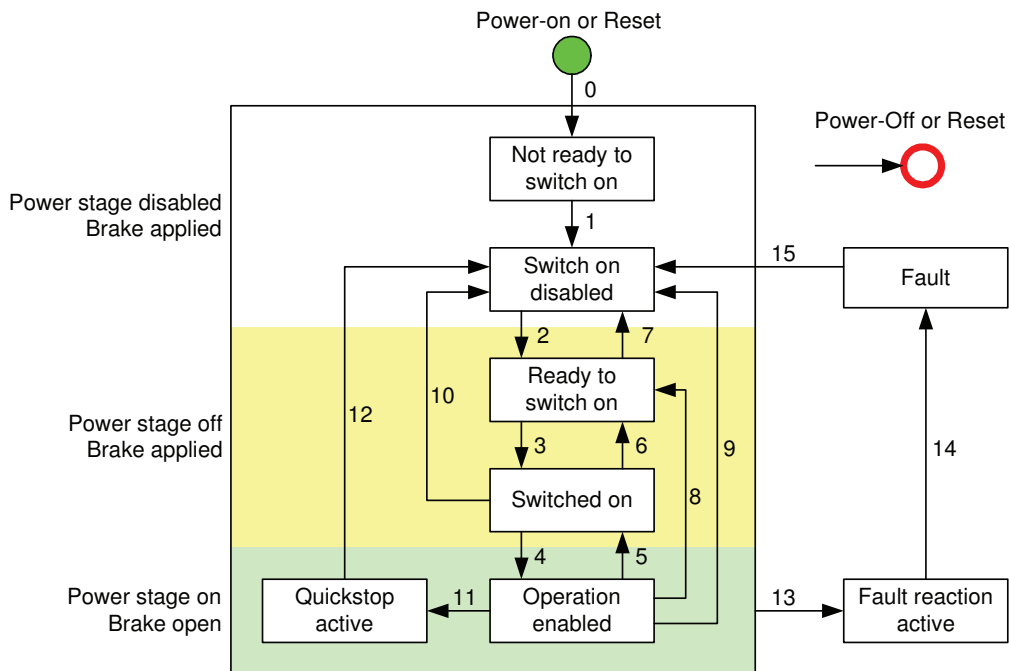 Power-on or Reset
0
Power-Off or Reset
Not ready to
switch on
Power stage disabled
Brake applied
1
15
Switch on
disabled
Fault
2
7
Ready to
switch on
10
12
Power stage off
Brake applied
3
6
9
14
8
Switched on
4
5
Power stage on
Brake open
Quickstop
active
11
Operation
enabled
13
Fault reaction
active